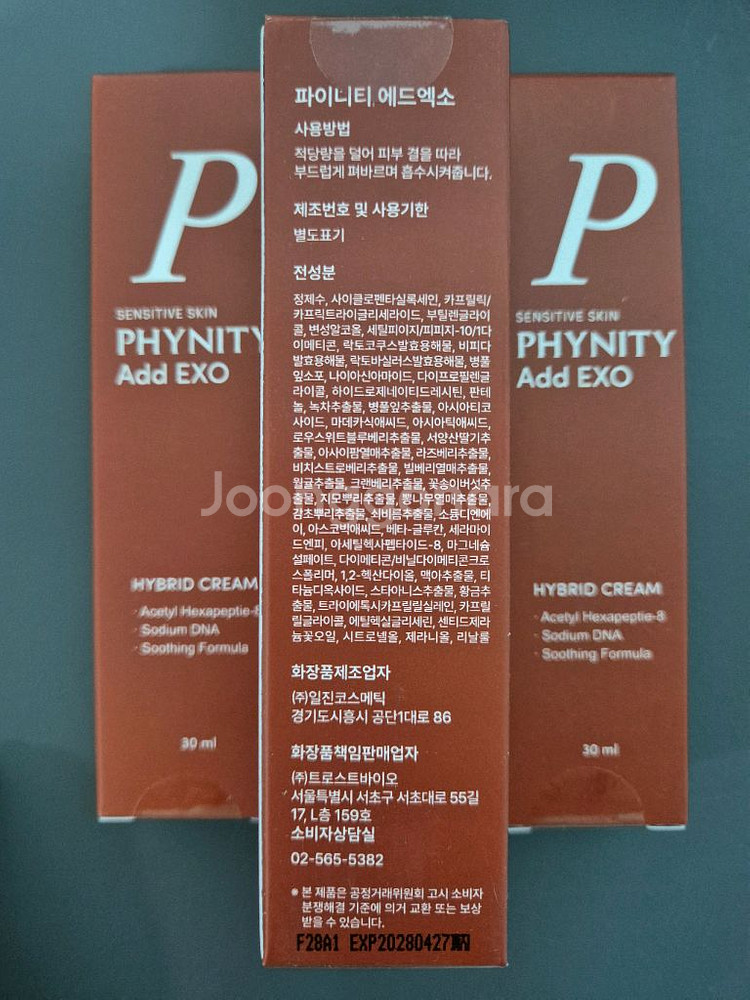 파이니티 에드엑소
사용방법
적당량을 덜어 피부 결을 따라
부드럽게 펴바르며 흡수시켜줍니다.
제조번호 및 사용기한
별도표기
전성분
정제수, 사이클로펜타실록세인, 카프릴릭/
카프릭트라이글리세라이드, 부틸렌글라이
콜, 변성알코올, 세틸피이지/피피지-10/1다
이메티콘, 락토코쿠스발효용해물, 비피다
발효용해물, 락토바실러스발효용해물, 병풀
잎소포, 나이아신아마이드, 다이프로필렌글
라이콜, 하이드로제네이티드레시틴, 판테
놀, 녹차추출물, 병풀잎추출물, 아시아티코
사이드, 마데카식애씨드, 아시아틱애씨드,
로우스위트블루베리추출물, 서양산딸기추
출물, 아사이팜열매추출물, 라즈베리추출물,
비치스트로베리추출물, 빌베리열매추출물,
월귤추출물, 크랜베리추출물, 꽃송이버섯추
출물, 지모뿌리추출물, 뽕나무열매추출물,
감초뿌리추출물, 쇠비름추출물, 소듐디엔에
이, 아스코빅애씨드, 베타-글루칸, 세라마이
드엔피, 아세틸헥사펩타이드-8, 마그네슘
설페이트, 다이메티콘/비닐다이메티콘크로
스폴리머, 1,2-헥산다이올, 맥아추출물, 티
타늄디옥사이드, 스타아니스추출물, 황금추
출물, 트라이에톡시카프릴릴실레인, 카프릴
릴글라이콜, 에틸헥실글리세린, 센티드제라
늄꽃오일, 시트로넬올, 제라니올, 리날룰
화장품제조업자
(주)일진코스메틱
경기도시흥시 공단1대로 86
화장품책임판매업자
(주)트로스트바이오
서울특별시 서초구 서초대로 55길
17, L층 159호
소비자상담실
02-565-5382
※ 본 제품은 공정거래위원회 고시 소비자
분쟁해결 기준에 의거 교환 또는 보상
받을 수 있습니다.
F28A1 EXP20280427
P
SENSITIVE SKIN
PHYNITY
Add EXO
HYBRID CREAM
· Acetyl Hexapeptie-8
· Sodium DNA
· Soothing Formula
30 ml
P
SENSITIVE SKIN
PHYNITY
Add EXO
HYBRID CREAM
· Acetyl Hexapeptie-8
· Sodium DNA
· Soothing Formula
30 ml